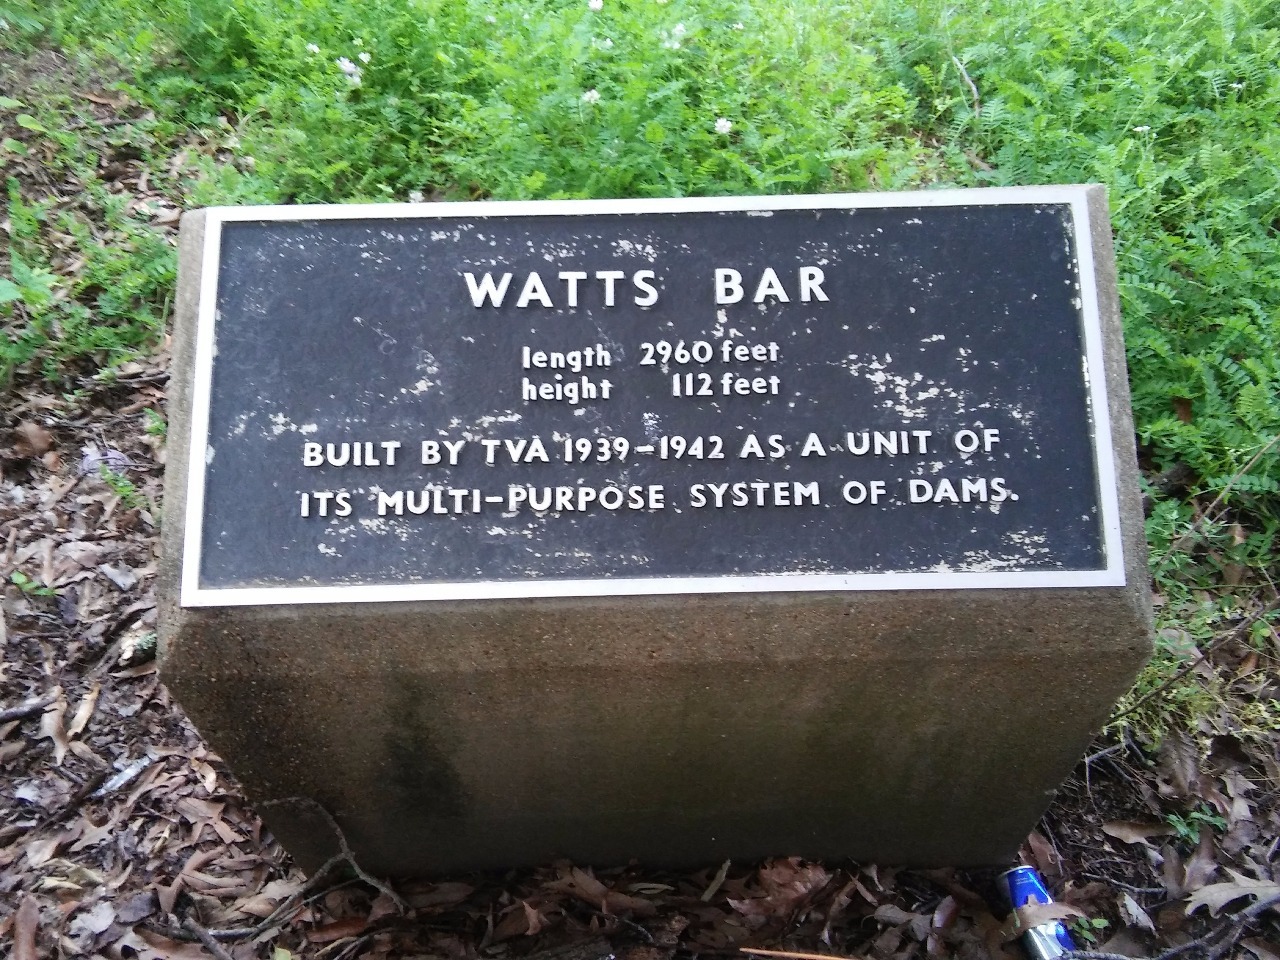 WATTS BAR
length 2960 feet
height 112 feet
BUILT BY TVA 1939-1942 AS A UNIT OF
ITS MULTI-PURPOSE SYSTEM OF DAMS.